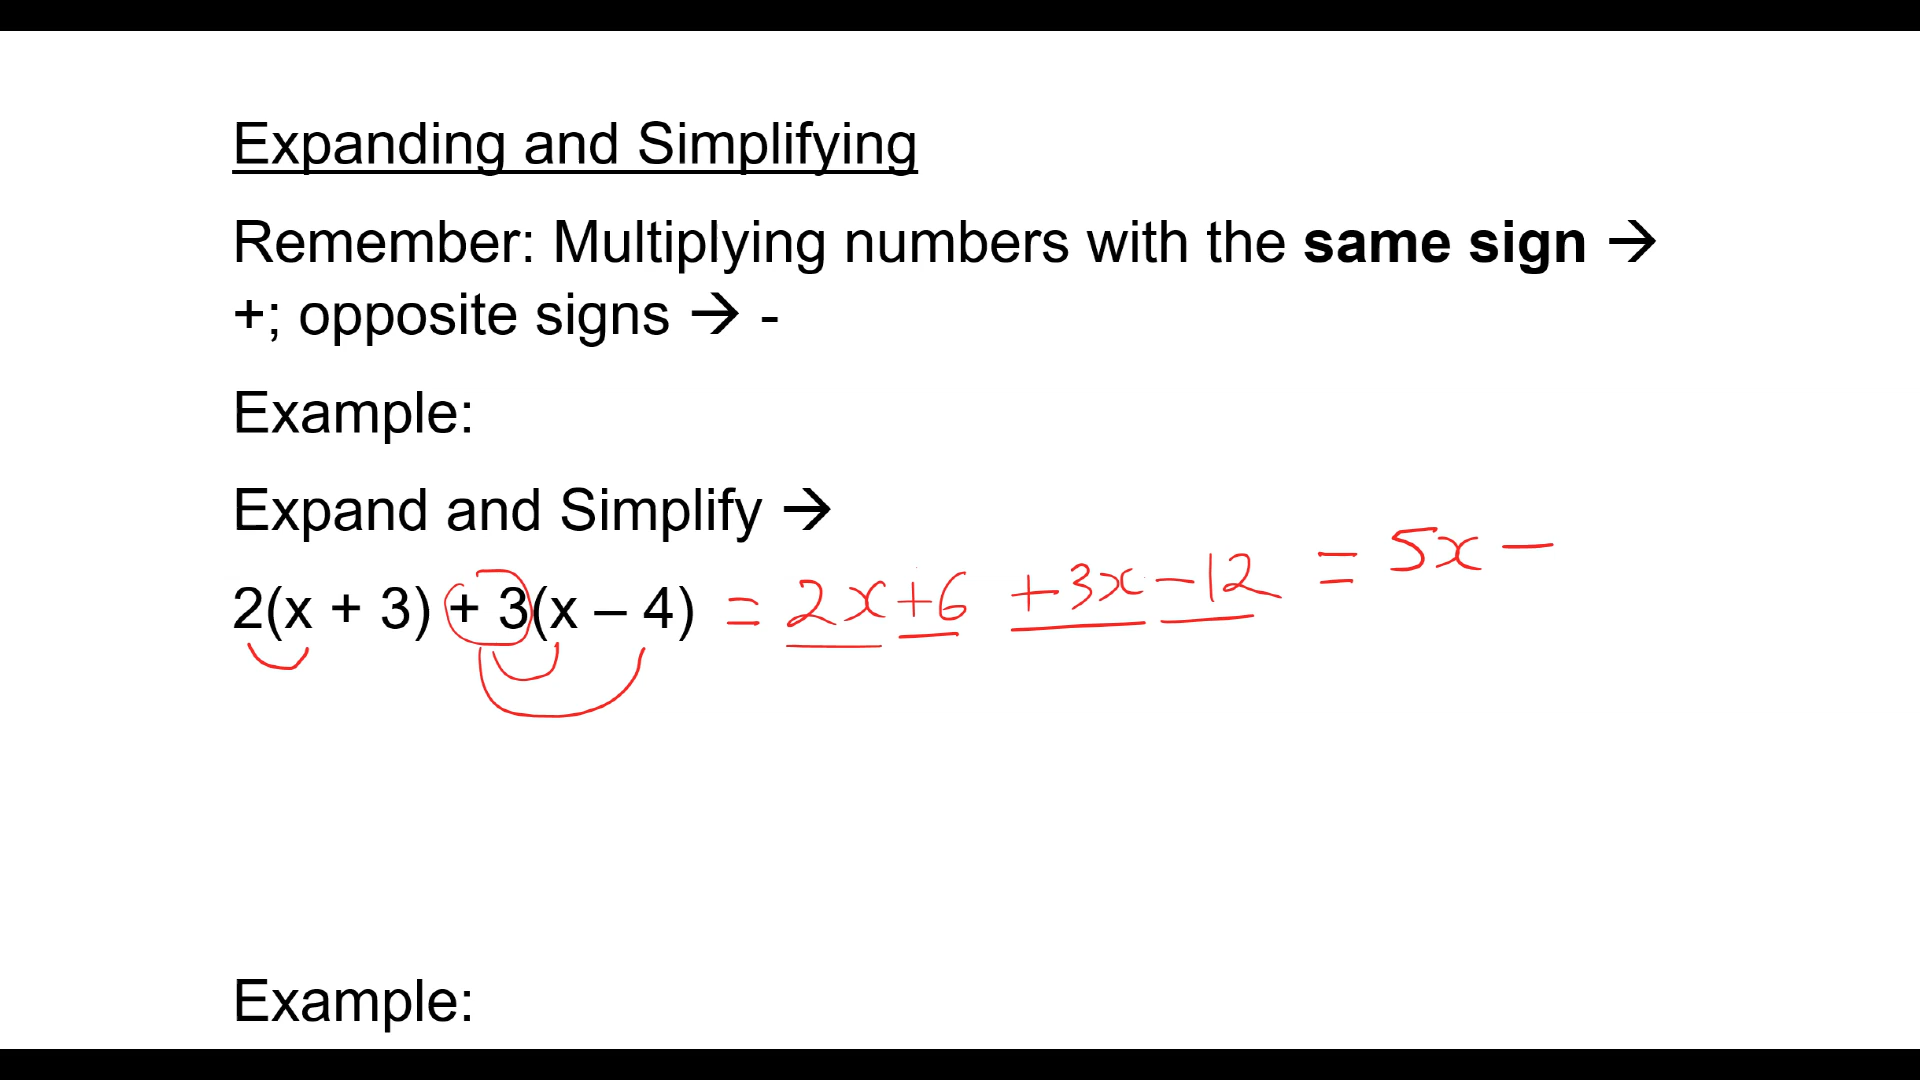 Expanding and Simplifying
Remember: Multiplying numbers with the same sign →
+; opposite signs → -
Example:
Expand and Simplify →
2(x + 3) + 3(x – 4) = 2x + 6 + 3x - 12 = 5x -
Example: